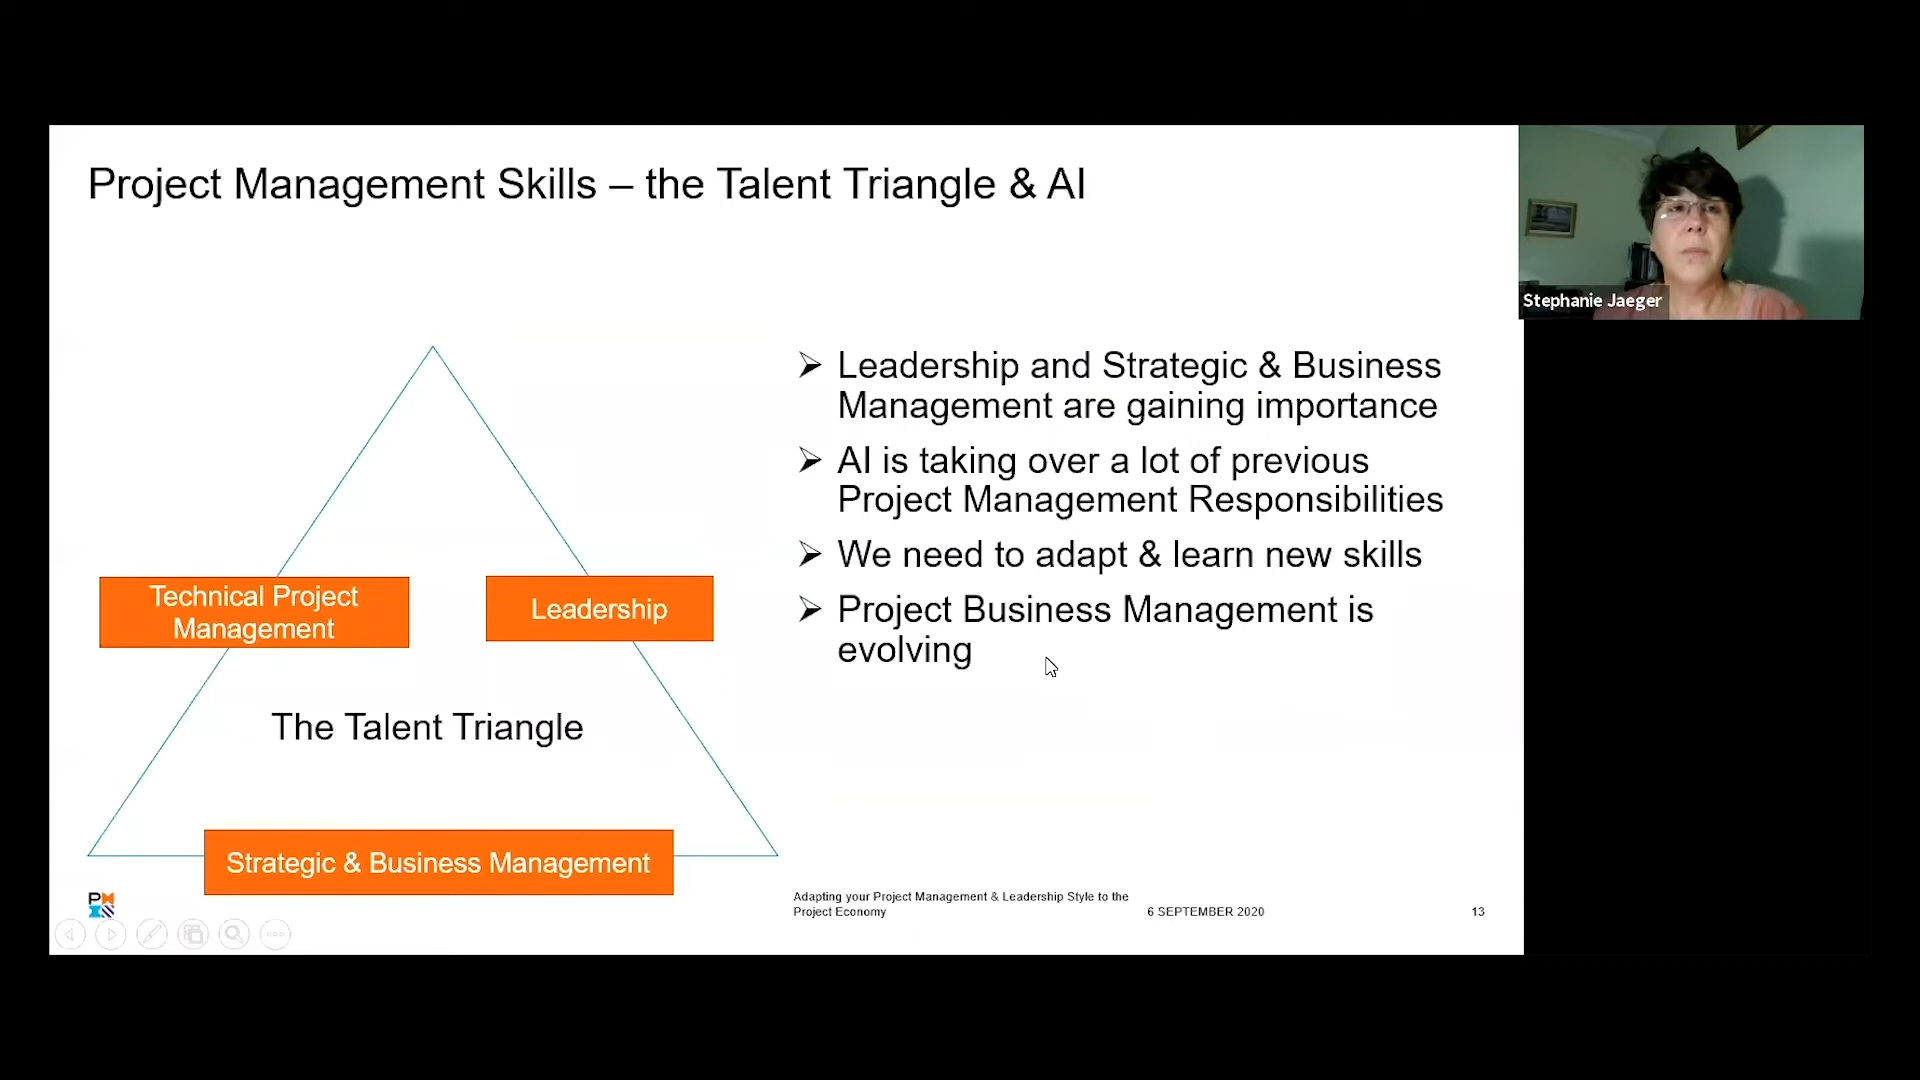 Project Management Skills – the Talent Triangle & AI
Stephanie Jaeger
Technical Project
Management
Leadership
The Talent Triangle
Strategic & Business Management
➢ Leadership and Strategic & Business
Management are gaining importance
➢ AI is taking over a lot of previous
Project Management Responsibilities
➢ We need to adapt & learn new skills
➢ Project Business Management is
evolving
Adapting your Project Management & Leadership Style to the
Project Economy
6 SEPTEMBER 2020
13